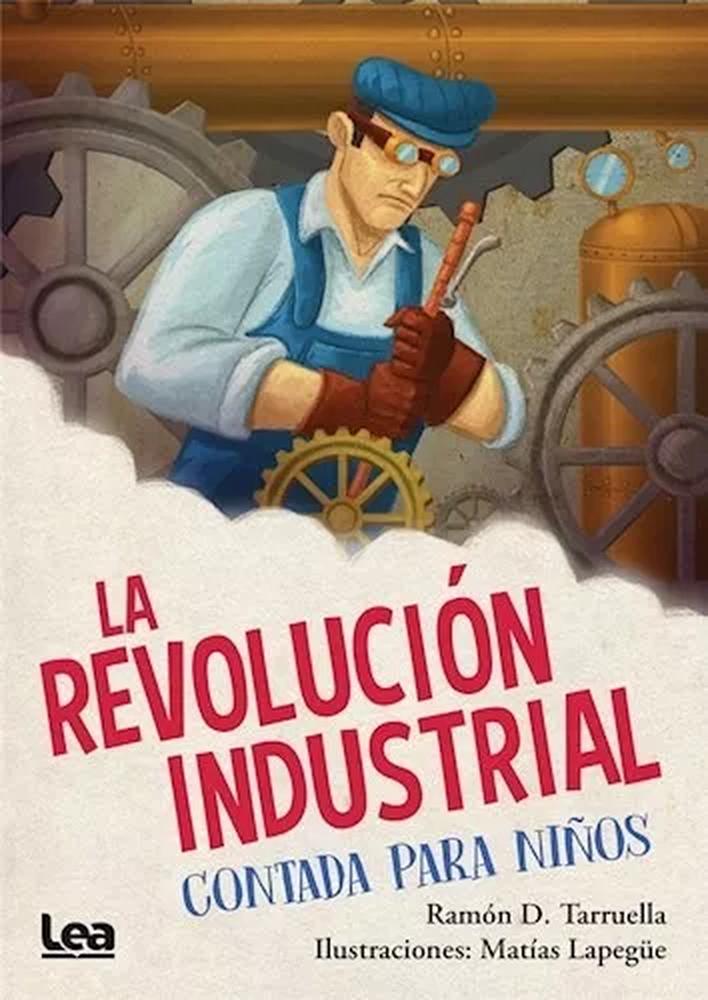 LA
REVOLUCIÓN
INDUSTRIAL
CONTADA PARA NIÑOS
Ramón D. Tarruella
Ilustraciones: Matías Lapegüe
Lea